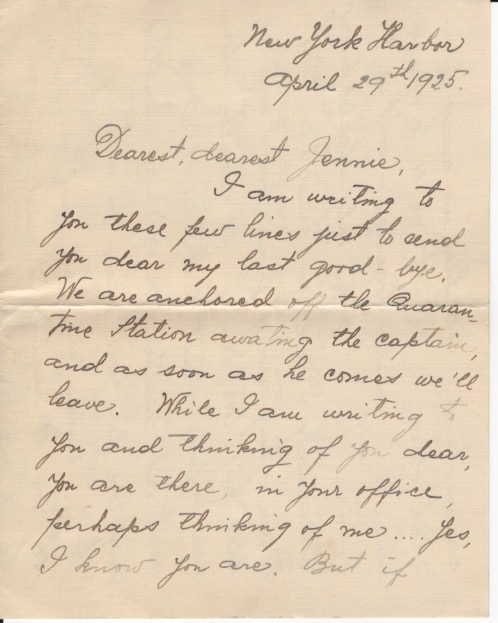 New York Harbor
April 29th 1925.
Dearest, dearest Jennie,
I am writing to
you these few lines just to send
you dear my last good-bye.
We are anchored off the Quaran-
tine Station awating the captain,
and as soon as he comes we'll
leave. While I am writing to
you and thinking of you dear,
you are there, in your office,
perhaps thinking of me.... Yes,
I know you are. But if